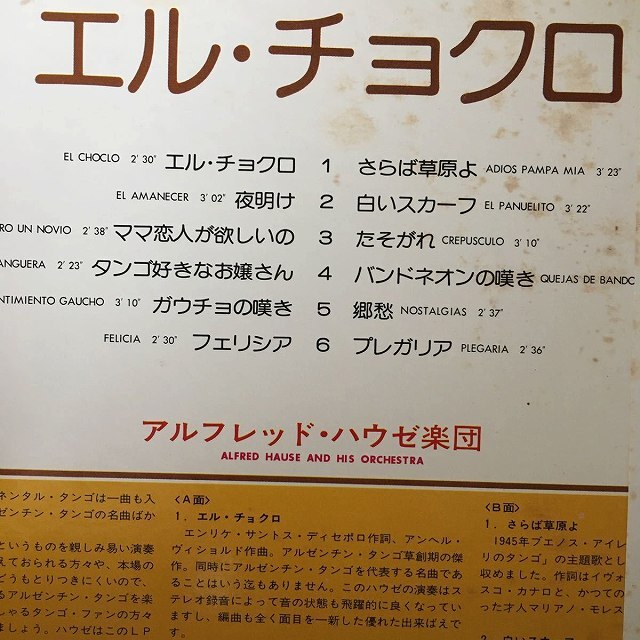 エル・チョクロ
EL CHOCLO 2'30" エル・チョクロ 1 さらば草原よ ADIOS PAMPA MIA 3'23"
EL AMANECER 3'02" 夜明け 2 白いスカーフ EL PANUELITO 3'22"
RO UN NOVIO 2'38" ママ恋人が欲しいの 3 たそがれ CREPUSCULO 3'10"
ANGUERA 2'23" タンゴ好きなお嬢さん 4 バンドネオンの嘆き QUEJAS DE BANDO
NTIMIENTO GAUCHO 3'10" ガウチョの嘆き 5 郷愁 NOSTALGIAS 2'37"
FELICIA 2'30" フェリシア 6 プレガリア PLEGARIA 2'36"
アルフレッド・ハウゼ楽団
ALFRED HAUSE AND HIS ORCHESTRA
ネンタル・タンゴは一曲も入
ゼンチン・タンゴの名曲ばか
というものを親しみ易い演奏
えておられる方々や、本場の
どうもとりつきにくいので、
るアルゼンチン・タンゴを楽
しゃるタンゴ・ファンの方々
ましょう。ハウゼはこのLP
<A面>
1. エル・チョクロ
エンリケ・サントス・ディセポロ作詞、アンヘル・
ヴィショルド作曲。アルゼンチン・タンゴ草創期の傑
作。同時にアルゼンチン・タンゴを代表する名曲であ
ることはいう迄もありません。このハウゼの演奏はス
テレオ録音によって音の状態も飛躍的に良くなっていま
すし、編曲も全く面目を一新した優れた出来ばえで
す。
<B面>
1. さらば草原よ
1945年ブエノス・アイレ
リのタンゴ」の主題歌とし
収めました。作詞はイヴォ
スコ・カナロと、かつての
った才人マリアノ・モレス